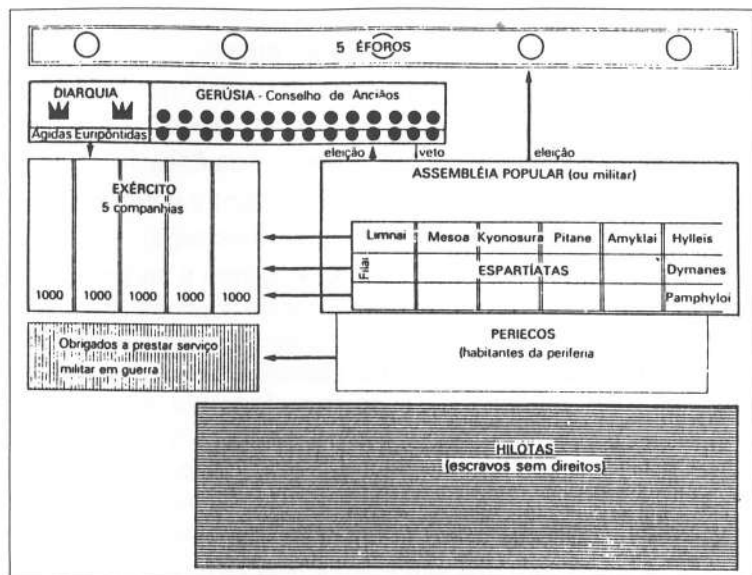 5 ÉFOROS
DIARQUIA
GERÚSIA - Conselho de Anciãos
Ágidas Euripôntidas
eleição
veto
eleição
EXÉRCITO
5 companhias
1000 1000 1000 1000 1000
ASSEMBLÉIA POPULAR (ou militar)
Limnai Mesoa Kyonosura Pitane Amyklai Hylleis
Filai
ESPARTÍATAS
Dymanes
Pamphyloi
Obrigados a prestar serviço
militar em guerra
PERIECOS
(habitantes da periferia
HILOTAS
(escravos sem direitos)